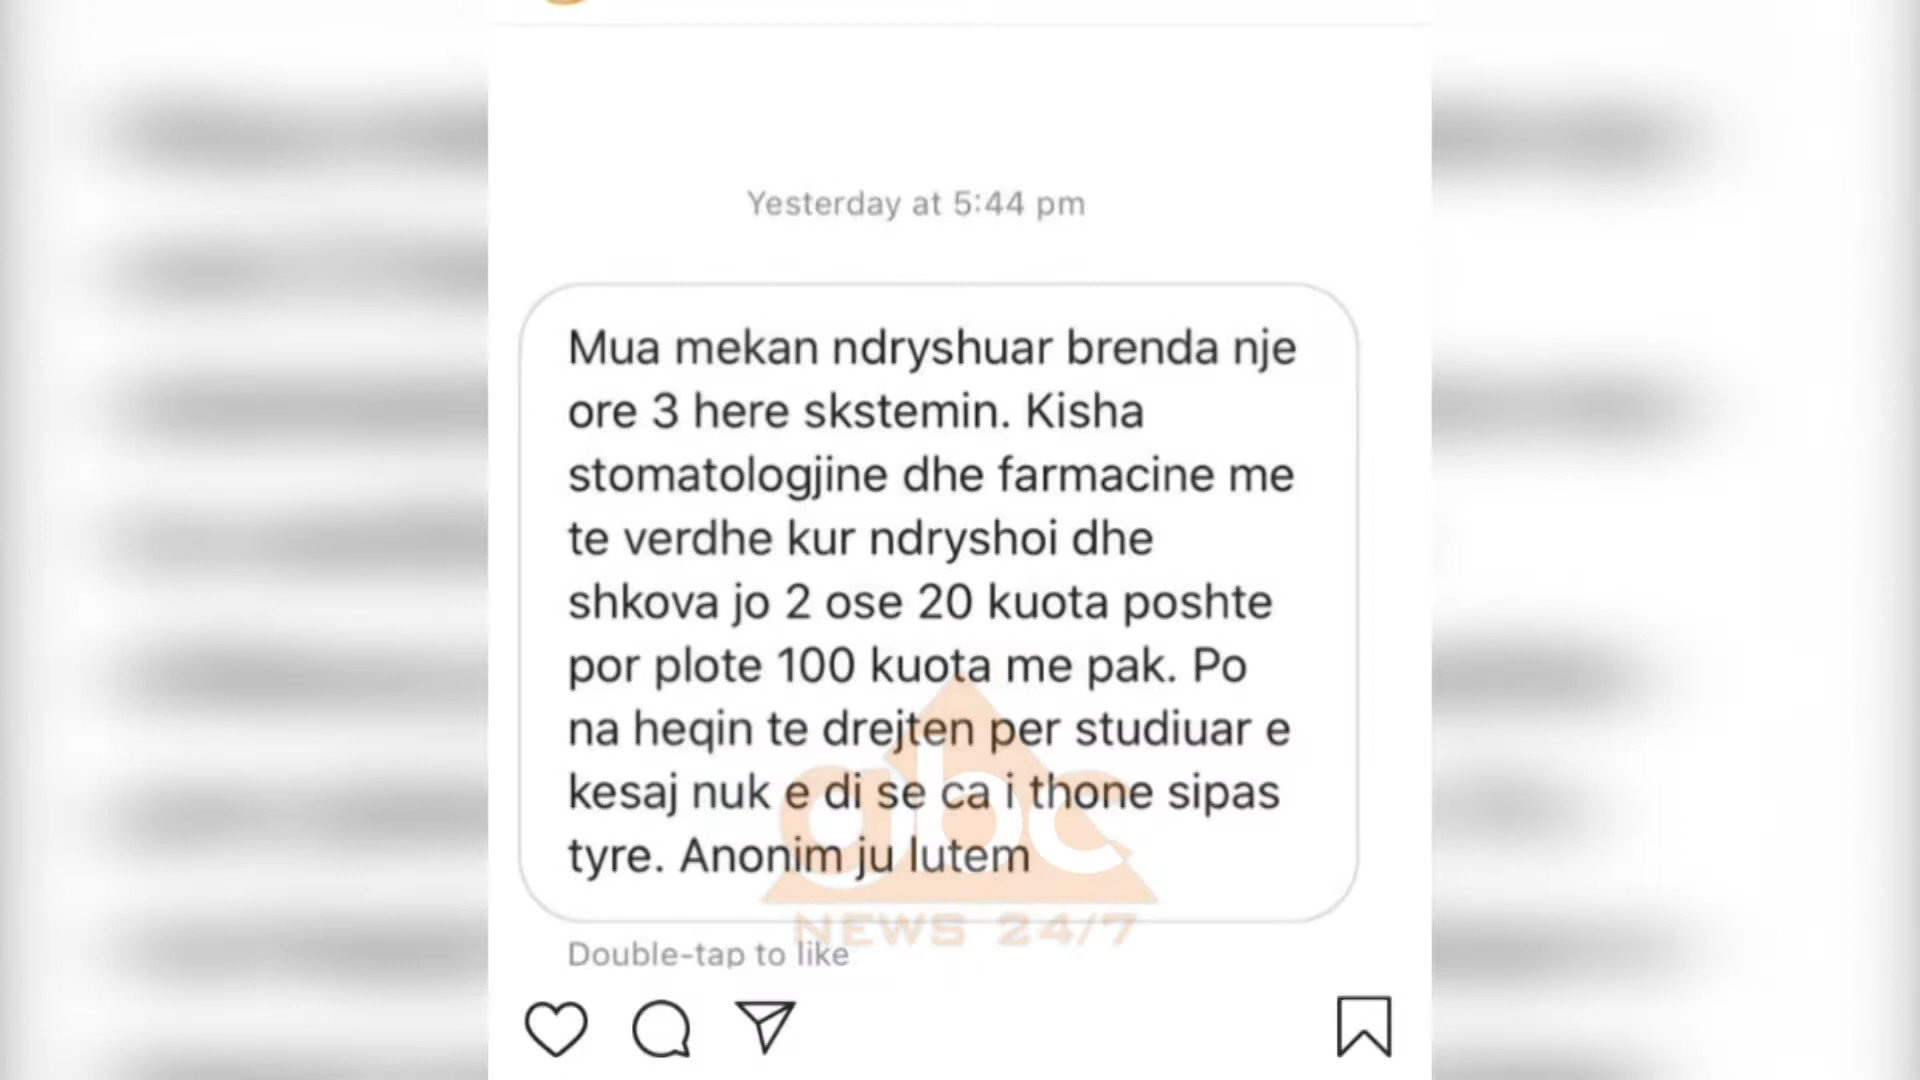 Yesterday at 5:44 pm
Mua mekan ndryshuar brenda nje
ore 3 here skstemin. Kisha
stomatologjine dhe farmacine me
te verdhe kur ndryshoi dhe
shkova jo 2 ose 20 kuota poshte
por plote 100 kuota me pak. Po
na heqin te drejten per studiuar e
kesaj nuk e di se ca i thone sipas
tyre. Anonim ju lutem
abc
NEWS 24/7
Double-tap to like